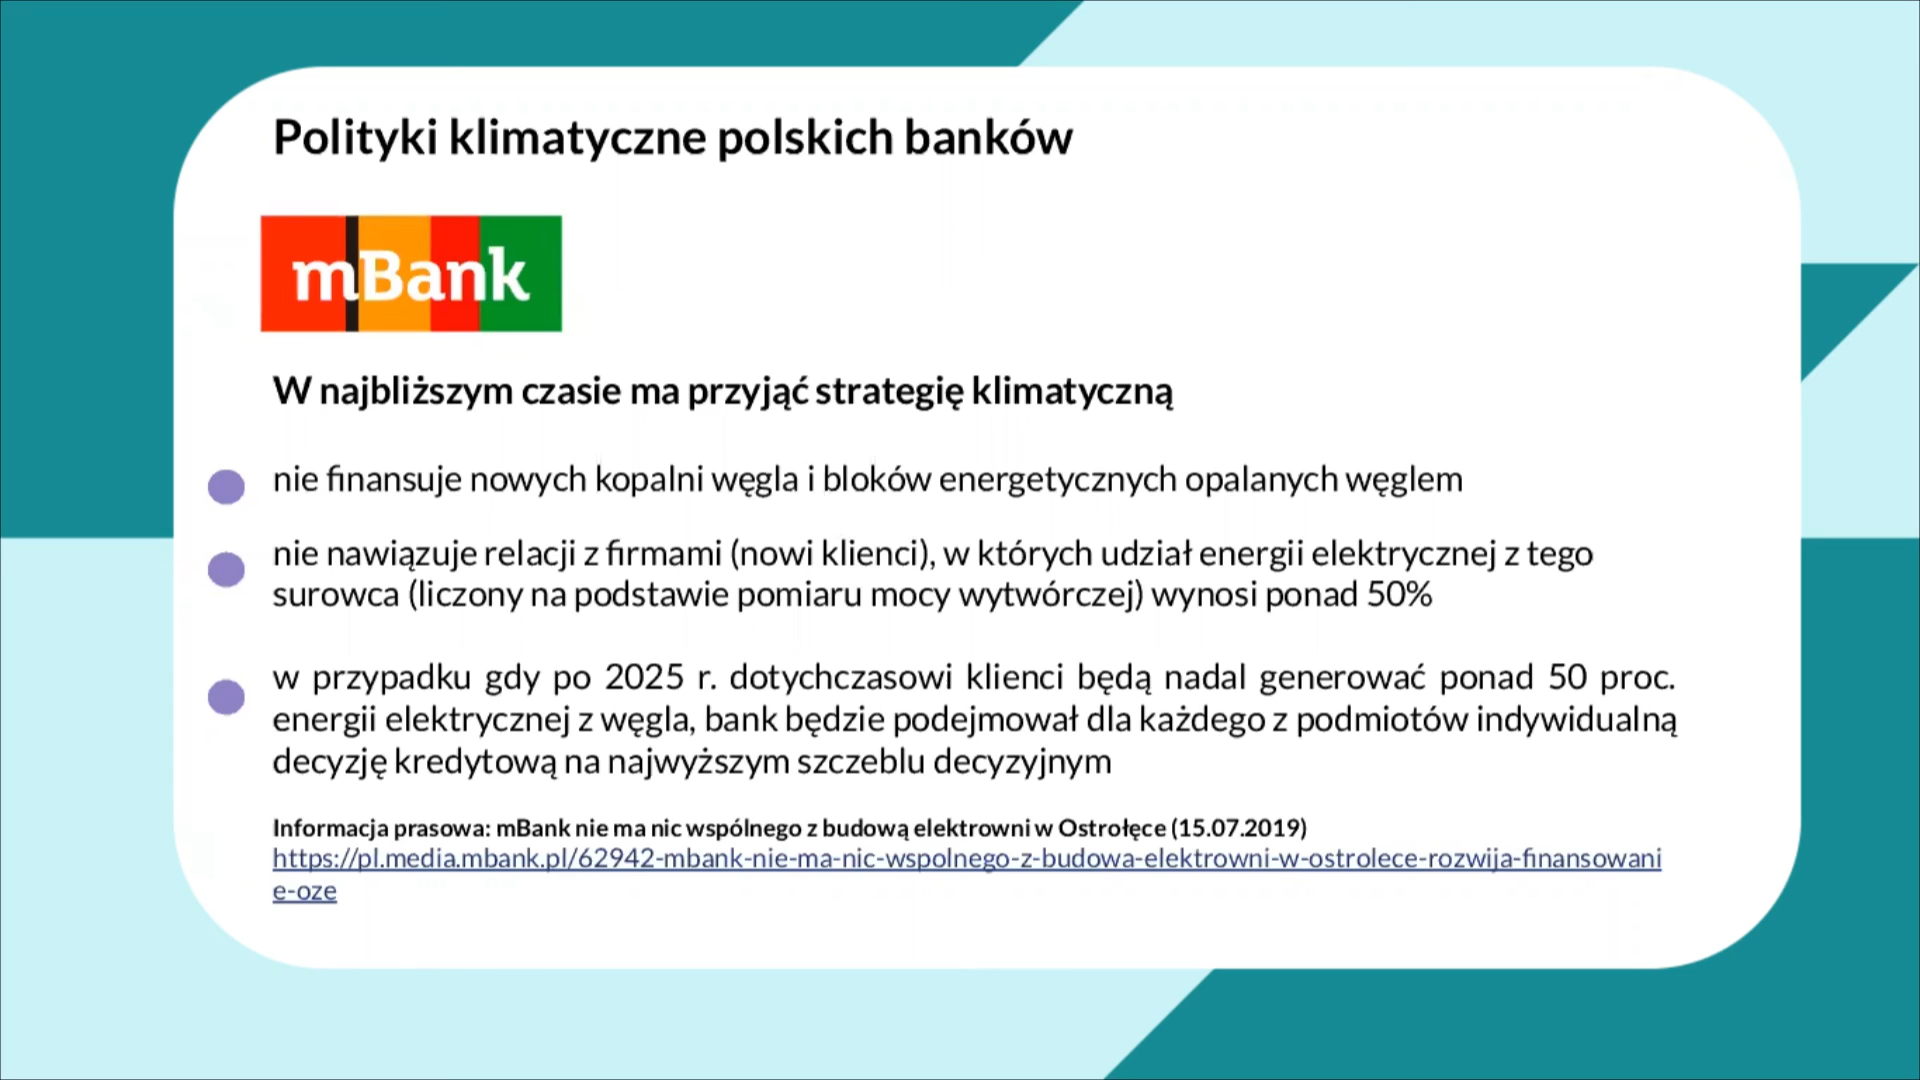 Polityki klimatyczne polskich banków
mBank
W najbliższym czasie ma przyjąć strategię klimatyczną
nie finansuje nowych kopalni węgla i bloków energetycznych opalanych węglem
nie nawiązuje relacji z firmami (nowi klienci), w których udział energii elektrycznej z tego
surowca (liczony na podstawie pomiaru mocy wytwórczej) wynosi ponad 50%
w przypadku gdy po 2025 r. dotychczasowi klienci będą nadal generować ponad 50 proc.
energii elektrycznej z węgla, bank będzie podejmował dla każdego z podmiotów indywidualną
decyzję kredytową na najwyższym szczeblu decyzyjnym
Informacja prasowa: mBank nie ma nic wspólnego z budową elektrowni w Ostrołęce (15.07.2019)
https://pl.media.mbank.pl/62942-mbank-nie-ma-nic-wspolnego-z-budowa-elektrowni-w-ostrolece-rozwija-finansowani
e-oze